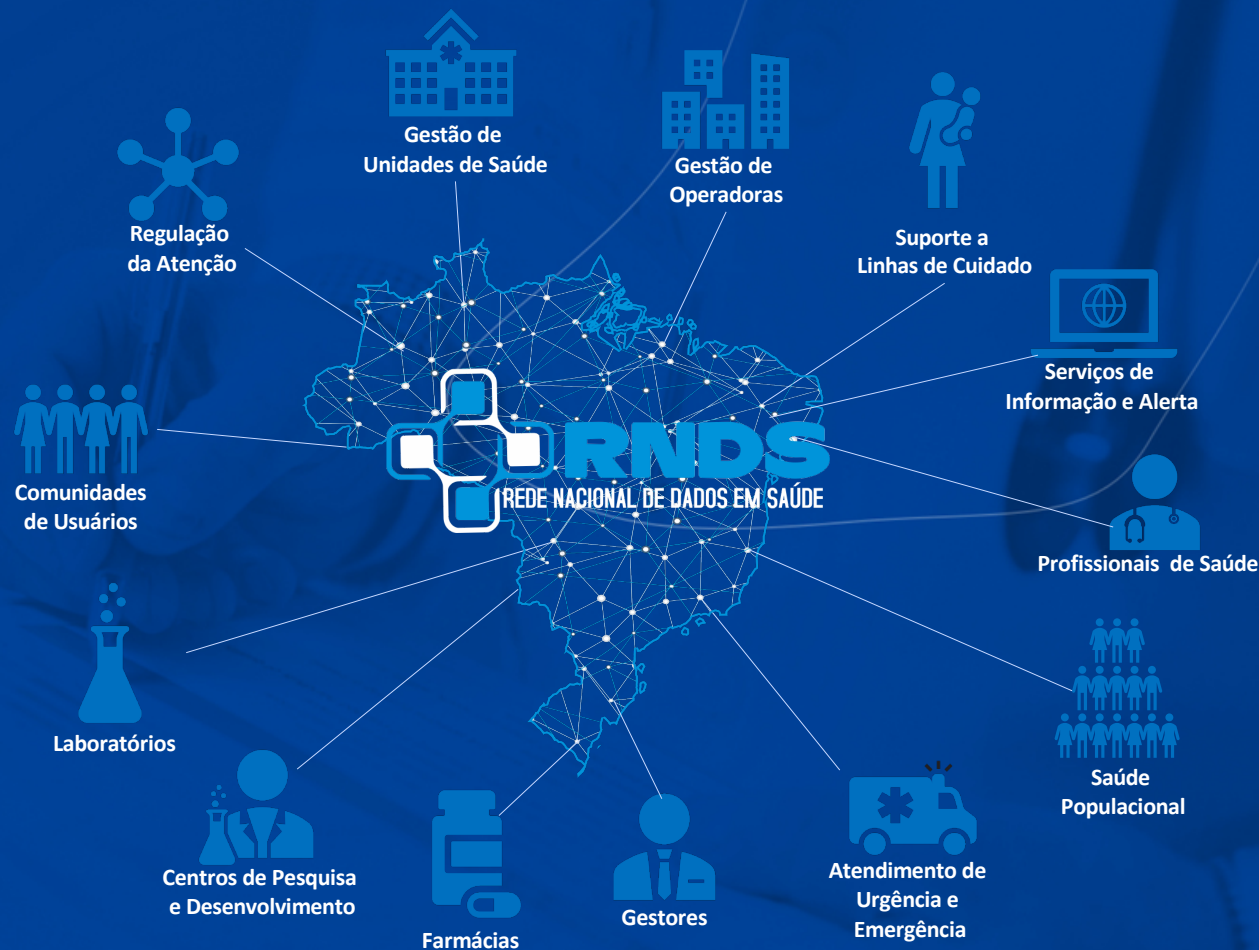 Gestão de
Unidades de Saúde
Gestão de
Operadoras
Regulação
da Atenção
Suporte a
Linhas de Cuidado
Serviços de
Informação e Alerta
RNDS
REDE NACIONAL DE DADOS EM SAÚDE
Comunidades
de Usuários
Profissionais de Saúde
Laboratórios
Saúde
Populacional
Centros de Pesquisa
e Desenvolvimento
Farmácias
Gestores
Atendimento de
Urgência e
Emergência